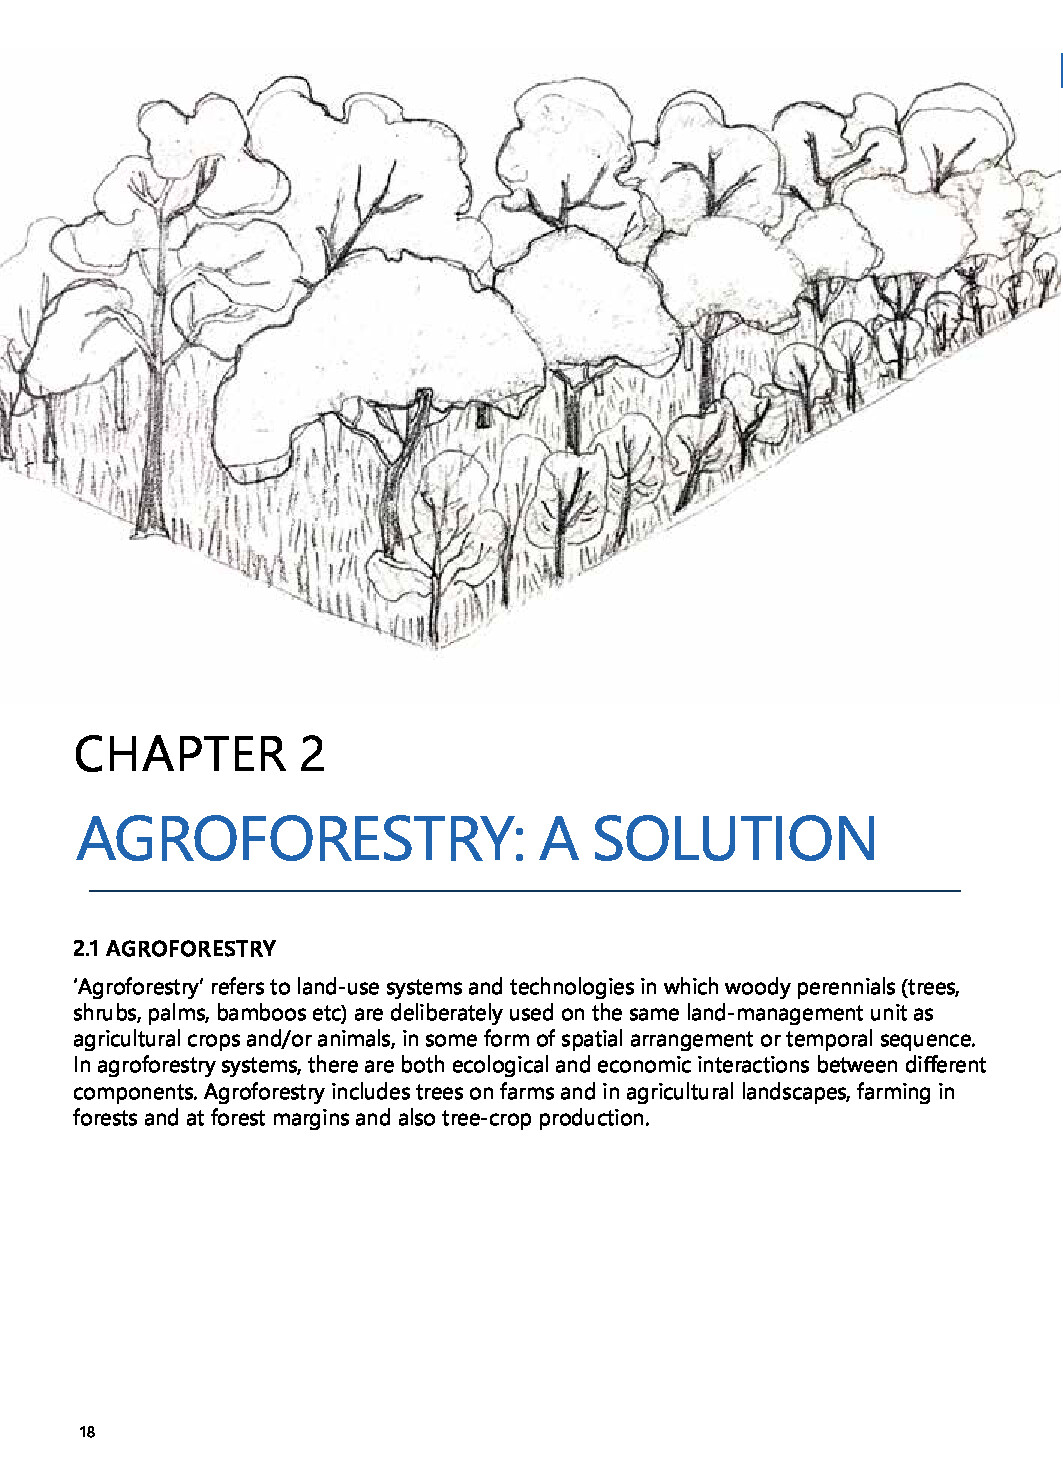 CHAPTER 2
AGROFORESTRY: A SOLUTION
2.1 AGROFORESTRY
‘Agroforestry’ refers to land-use systems and technologies in which woody perennials (trees,
shrubs, palms, bamboos etc) are deliberately used on the same land-management unit as
agricultural crops and/or animals, in some form of spatial arrangement or temporal sequence.
In agroforestry systems, there are both ecological and economic interactions between different
components. Agroforestry includes trees on farms and in agricultural landscapes, farming in
forests and at forest margins and also tree-crop production.
18